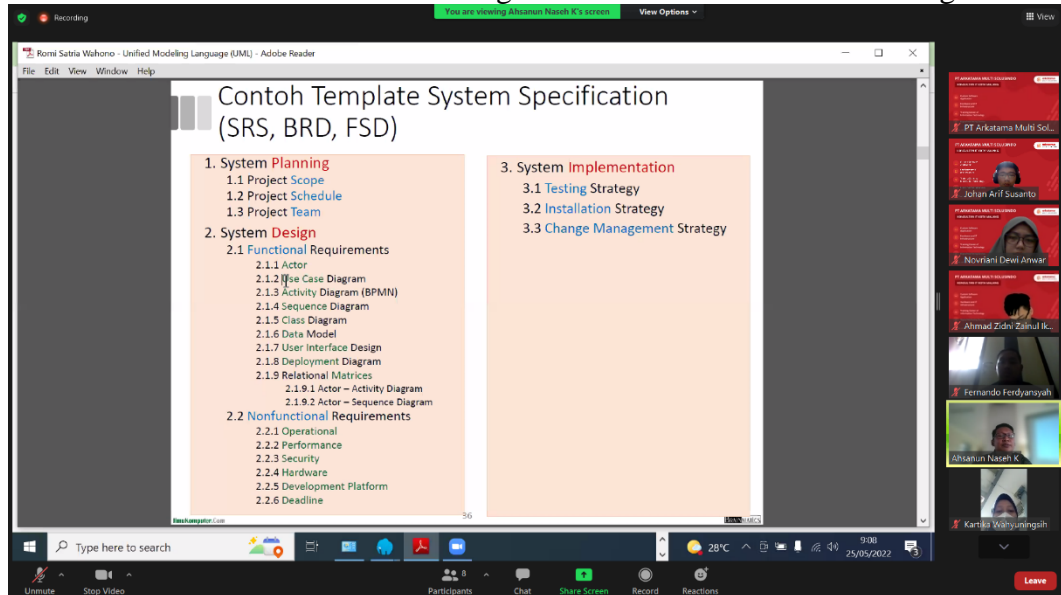 Recording
You are viewing Ahsanun Naseh K's screen
View Options
View
Romi Satria Wahono - Unified Modeling Language (UML) - Adobe Reader
File Edit View Window Help
Contoh Template System Specification
(SRS, BRD, FSD)
1. System Planning
1.1 Project Scope
1.2 Project Schedule
1.3 Project Team
2. System Design
2.1 Functional Requirements
2.1.1 Actor
2.1.2 Use Case Diagram
2.1.3 Activity Diagram (BPMN)
2.1.4 Sequence Diagram
2.1.5 Class Diagram
2.1.6 Data Model
2.1.7 User Interface Design
2.1.8 Deployment Diagram
2.1.9 Relational Matrices
2.1.9.1 Actor – Activity Diagram
2.1.9.2 Actor – Sequence Diagram
2.2 Nonfunctional Requirements
2.2.1 Operational
2.2.2 Performance
2.2.3 Security
2.2.4 Hardware
2.2.5 Development Platform
2.2.6 Deadline
3. System Implementation
3.1 Testing Strategy
3.2 Installation Strategy
3.3 Change Management Strategy
IlmuKomputer.Com
36
PT Arkatama Multi Sol...
Johan Arif Susanto
Novriani Dewi Anwar
Ahmad Zidni Zainul Ik...
Fernando Ferdyansyah
Ahsanun Naseh K
Kartika Wahyuningsih
Type here to search
28°C
9:08
25/05/2022
3
Unmute
Stop Video
Participants
8
Chat
Share Screen
Record
Reactions
Leave